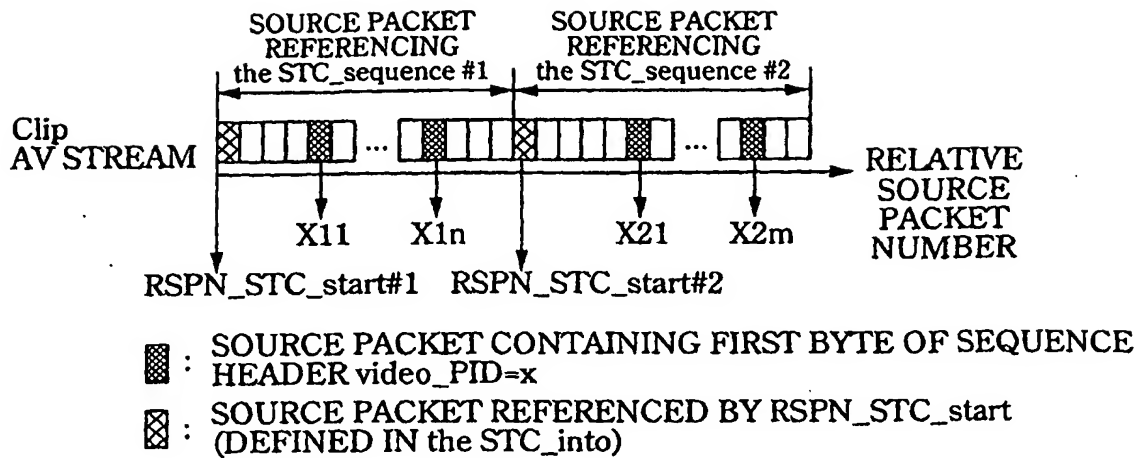 SOURCE PACKET
REFERENCING
the STC_sequence #1
SOURCE PACKET
REFERENCING
the STC_sequence #2
Clip
AV STREAM
...
...
RELATIVE
SOURCE
PACKET
NUMBER
X11
X1n
X21
X2m
RSPN_STC_start#1
RSPN_STC_start#2
: SOURCE PACKET CONTAINING FIRST BYTE OF SEQUENCE
HEADER video_PID=x
: SOURCE PACKET REFERENCED BY RSPN_STC_start
(DEFINED IN the STC_into)